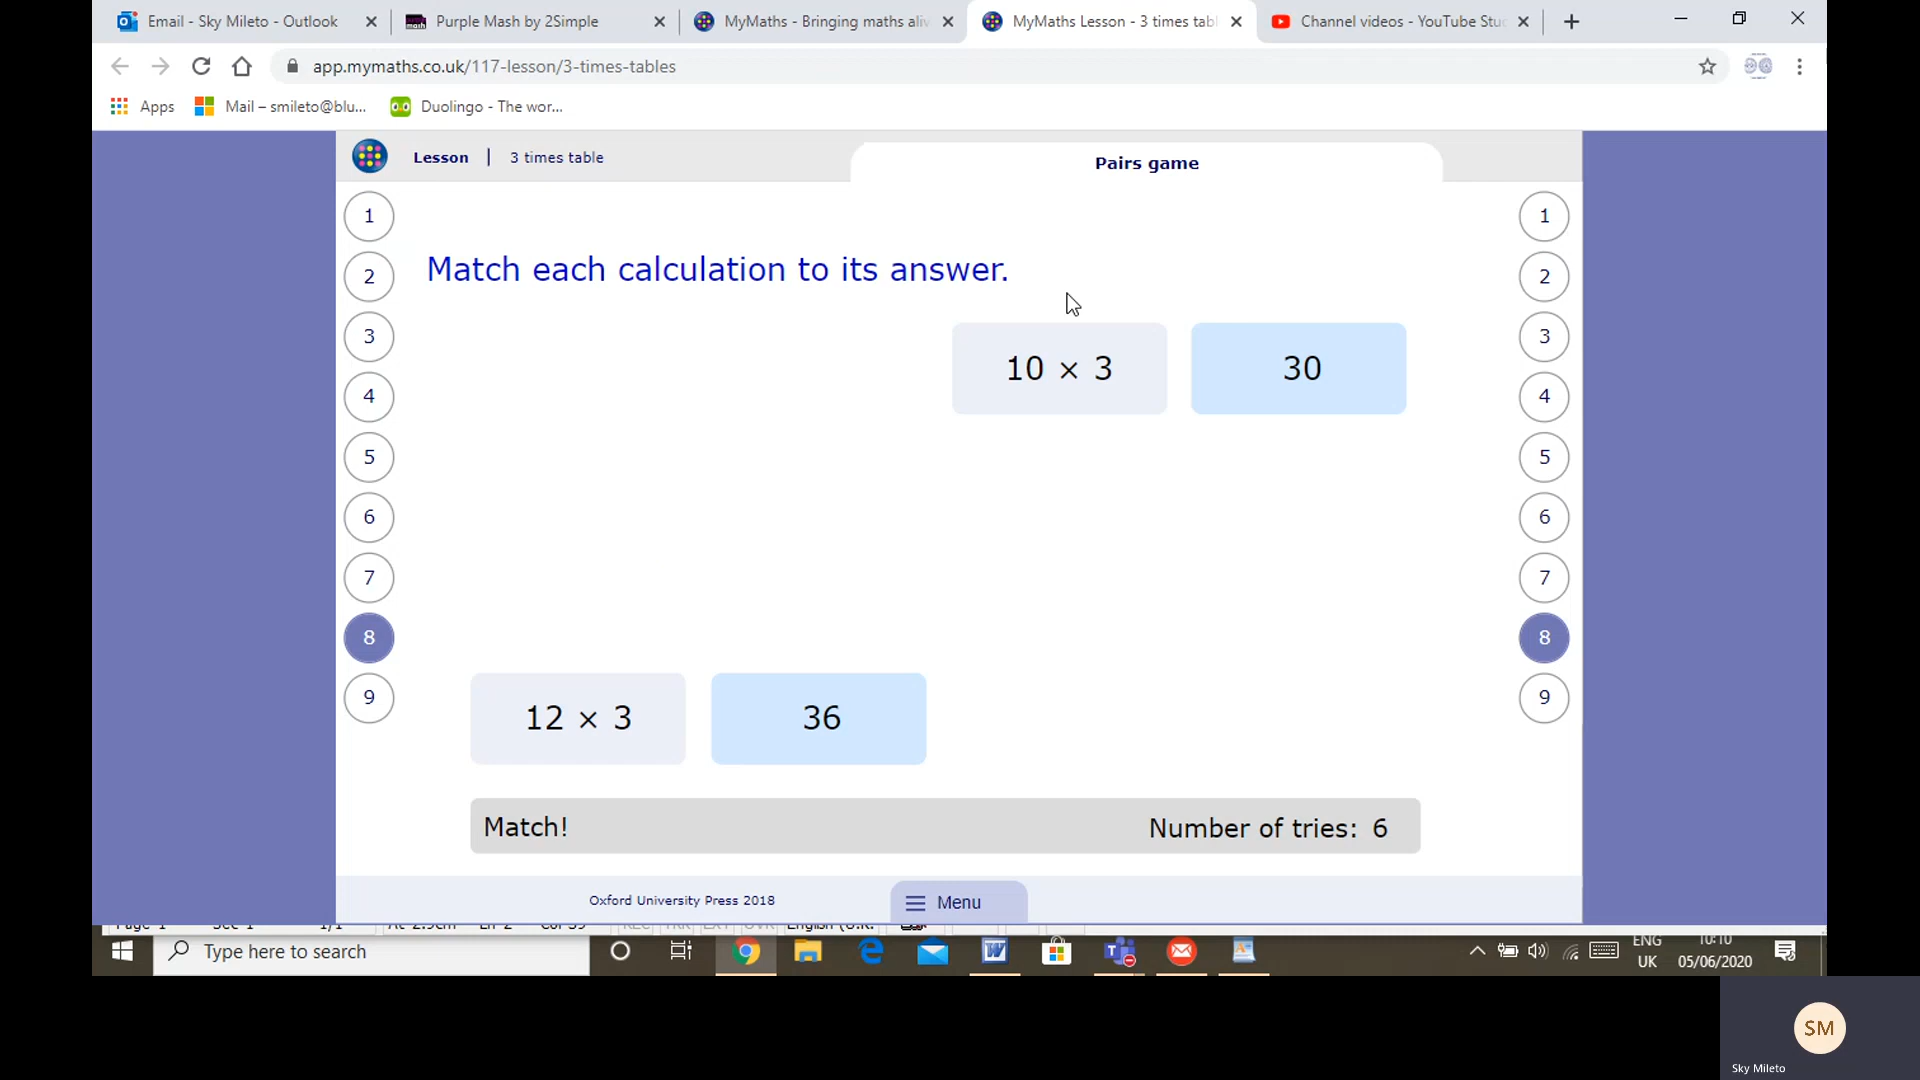 Email - Sky Mileto - Outlook
Purple Mash by 2Simple
MyMaths - Bringing maths aliv
MyMaths Lesson - 3 times tabl
Channel videos - YouTube Stu
app.mymaths.co.uk/117-lesson/3-times-tables
Apps
Mail – smileto@blu...
Duolingo - The wor...
Lesson | 3 times table
Pairs game
1
1
Match each calculation to its answer.
2
2
3
3
10 × 3
30
4
4
5
5
6
6
7
7
8
8
9
9
12 × 3
36
Match!
Number of tries: 6
Oxford University Press 2018
Menu
Type here to search
ENG
UK
10:10
05/06/2020
SM
Sky Mileto